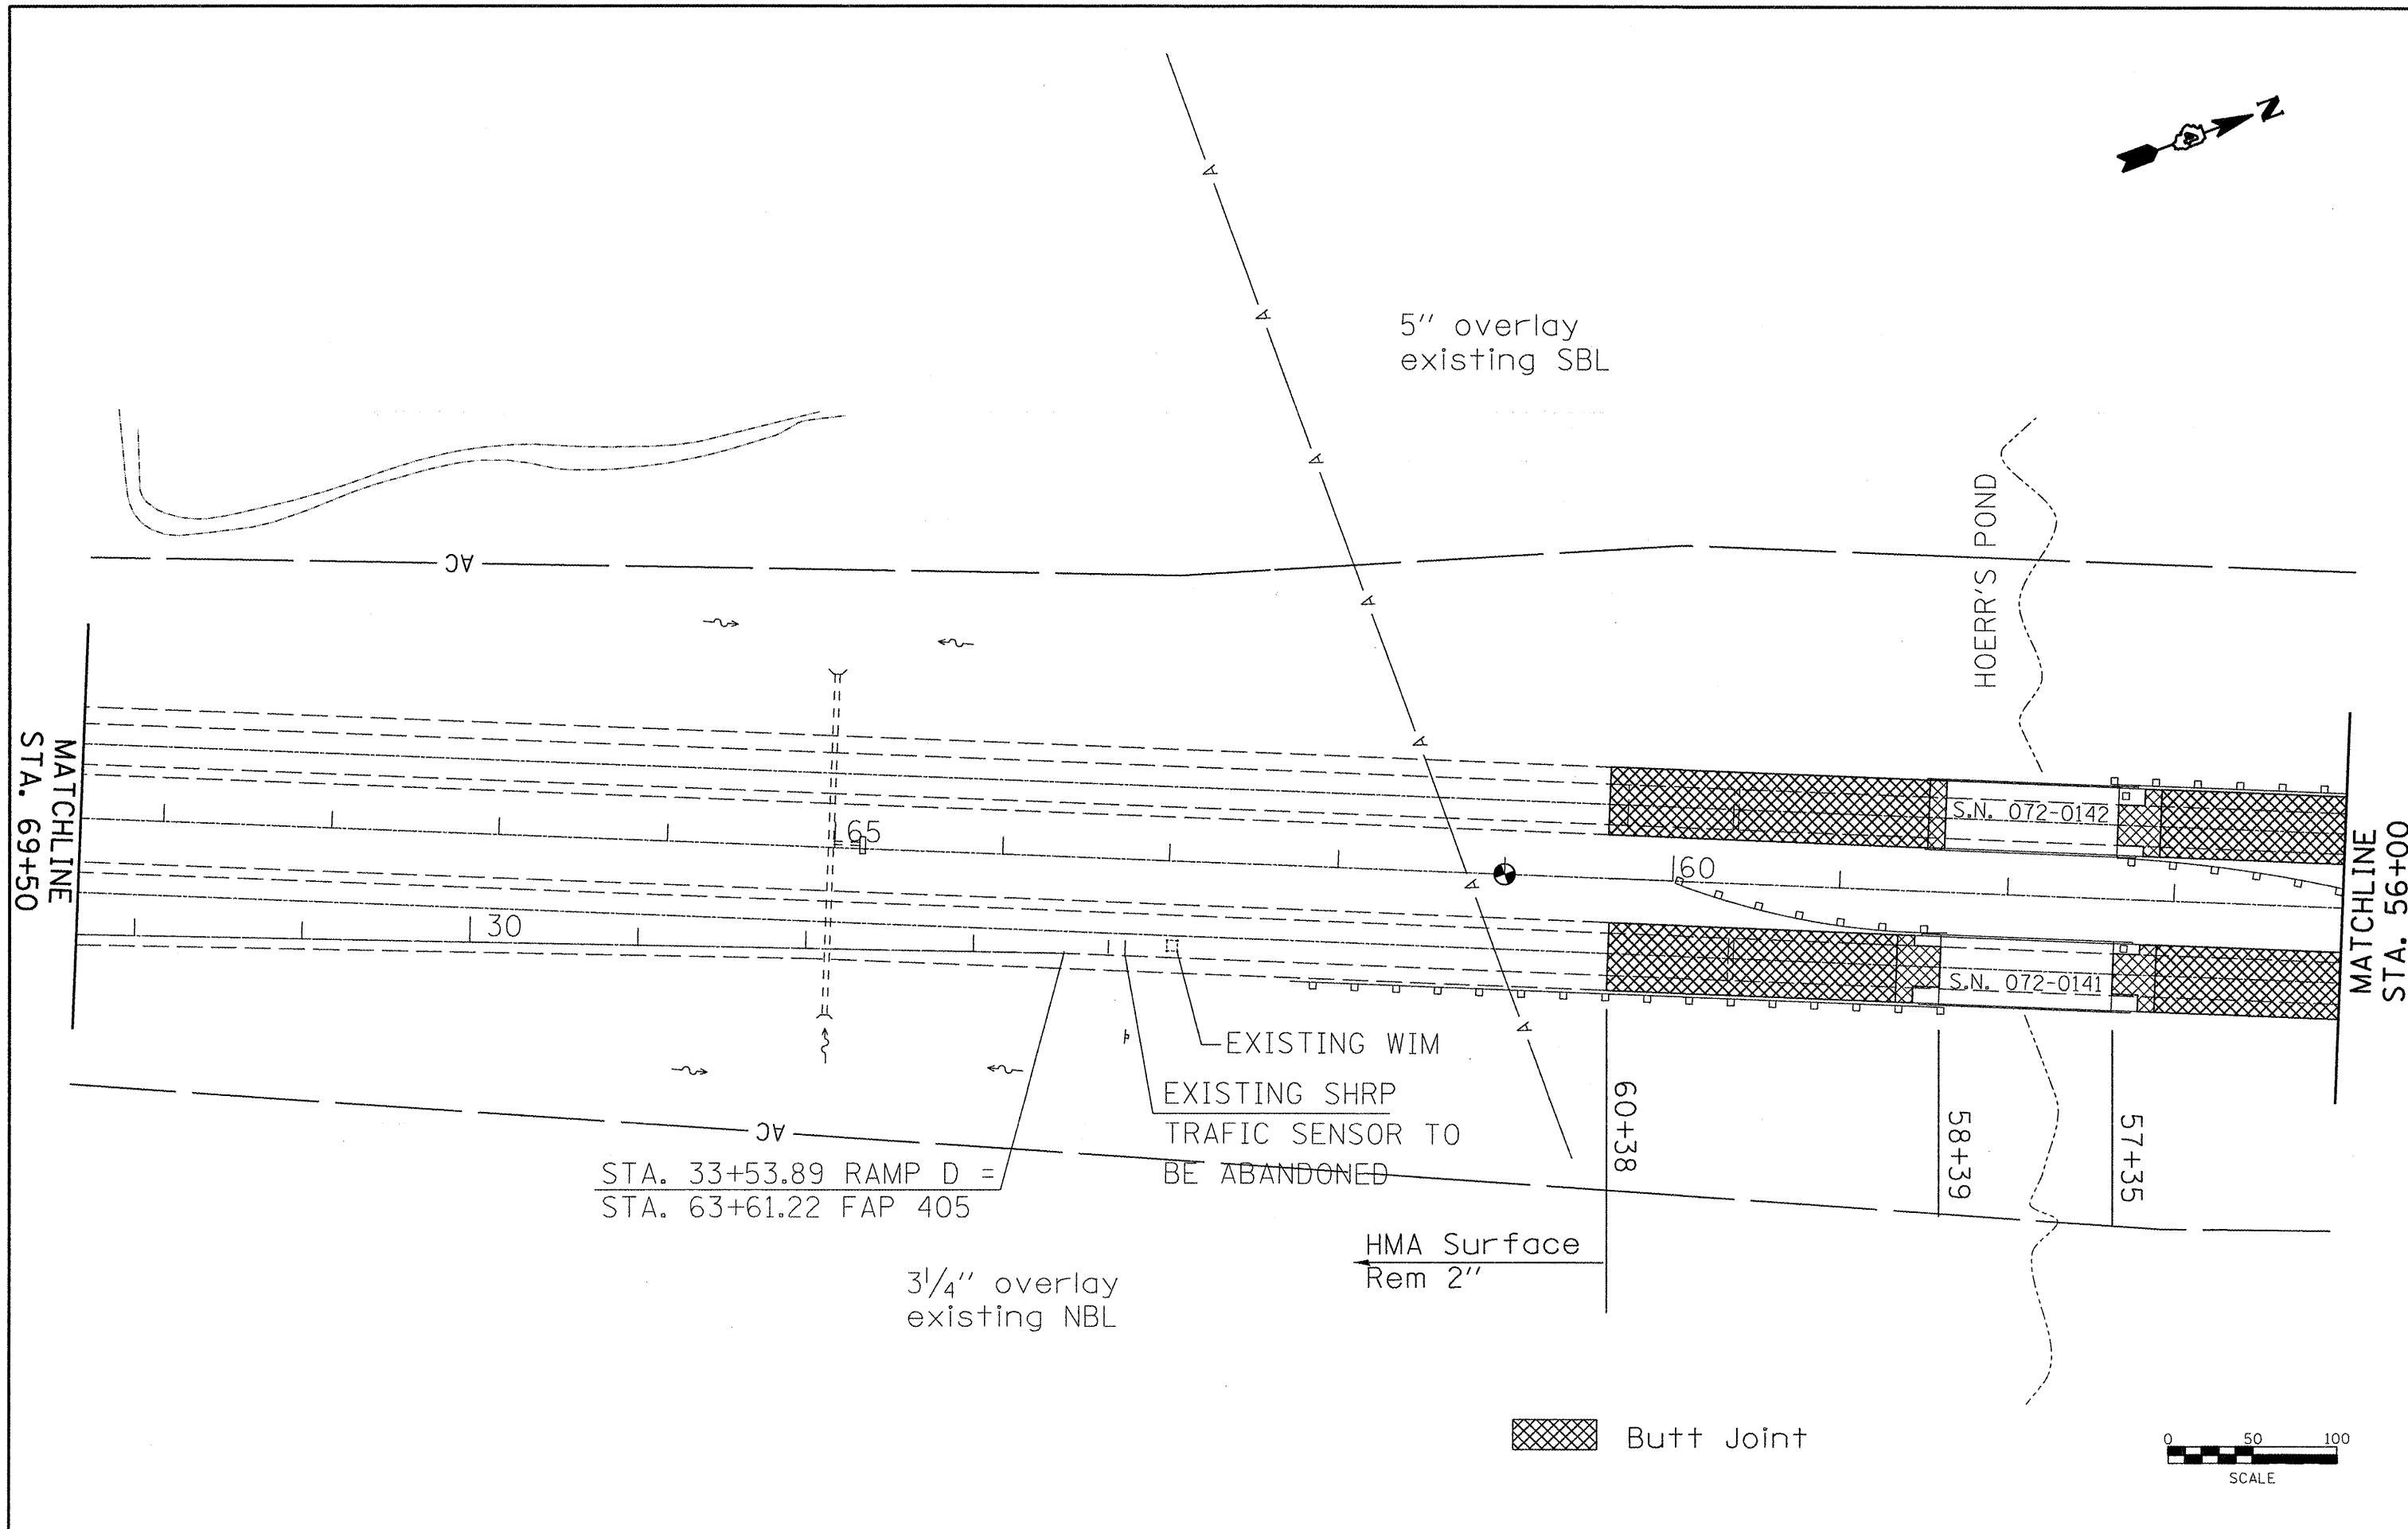 N
5" overlay
existing SBL
HOERR'S POND
AC
MATCHLINE
STA. 69+50
65
60
30
S.N. 072-0142
S.N. 072-0141
MATCHLINE
STA. 56+00
EXISTING WIM
EXISTING SHRP
TRAFIC SENSOR TO
BE ABANDONED
AC
STA. 33+53.89 RAMP D =
STA. 63+61.22 FAP 405
60+38
58+39
57+35
HMA Surface
Rem 2"
3 1/4" overlay
existing NBL
Butt Joint
0 50 100
SCALE